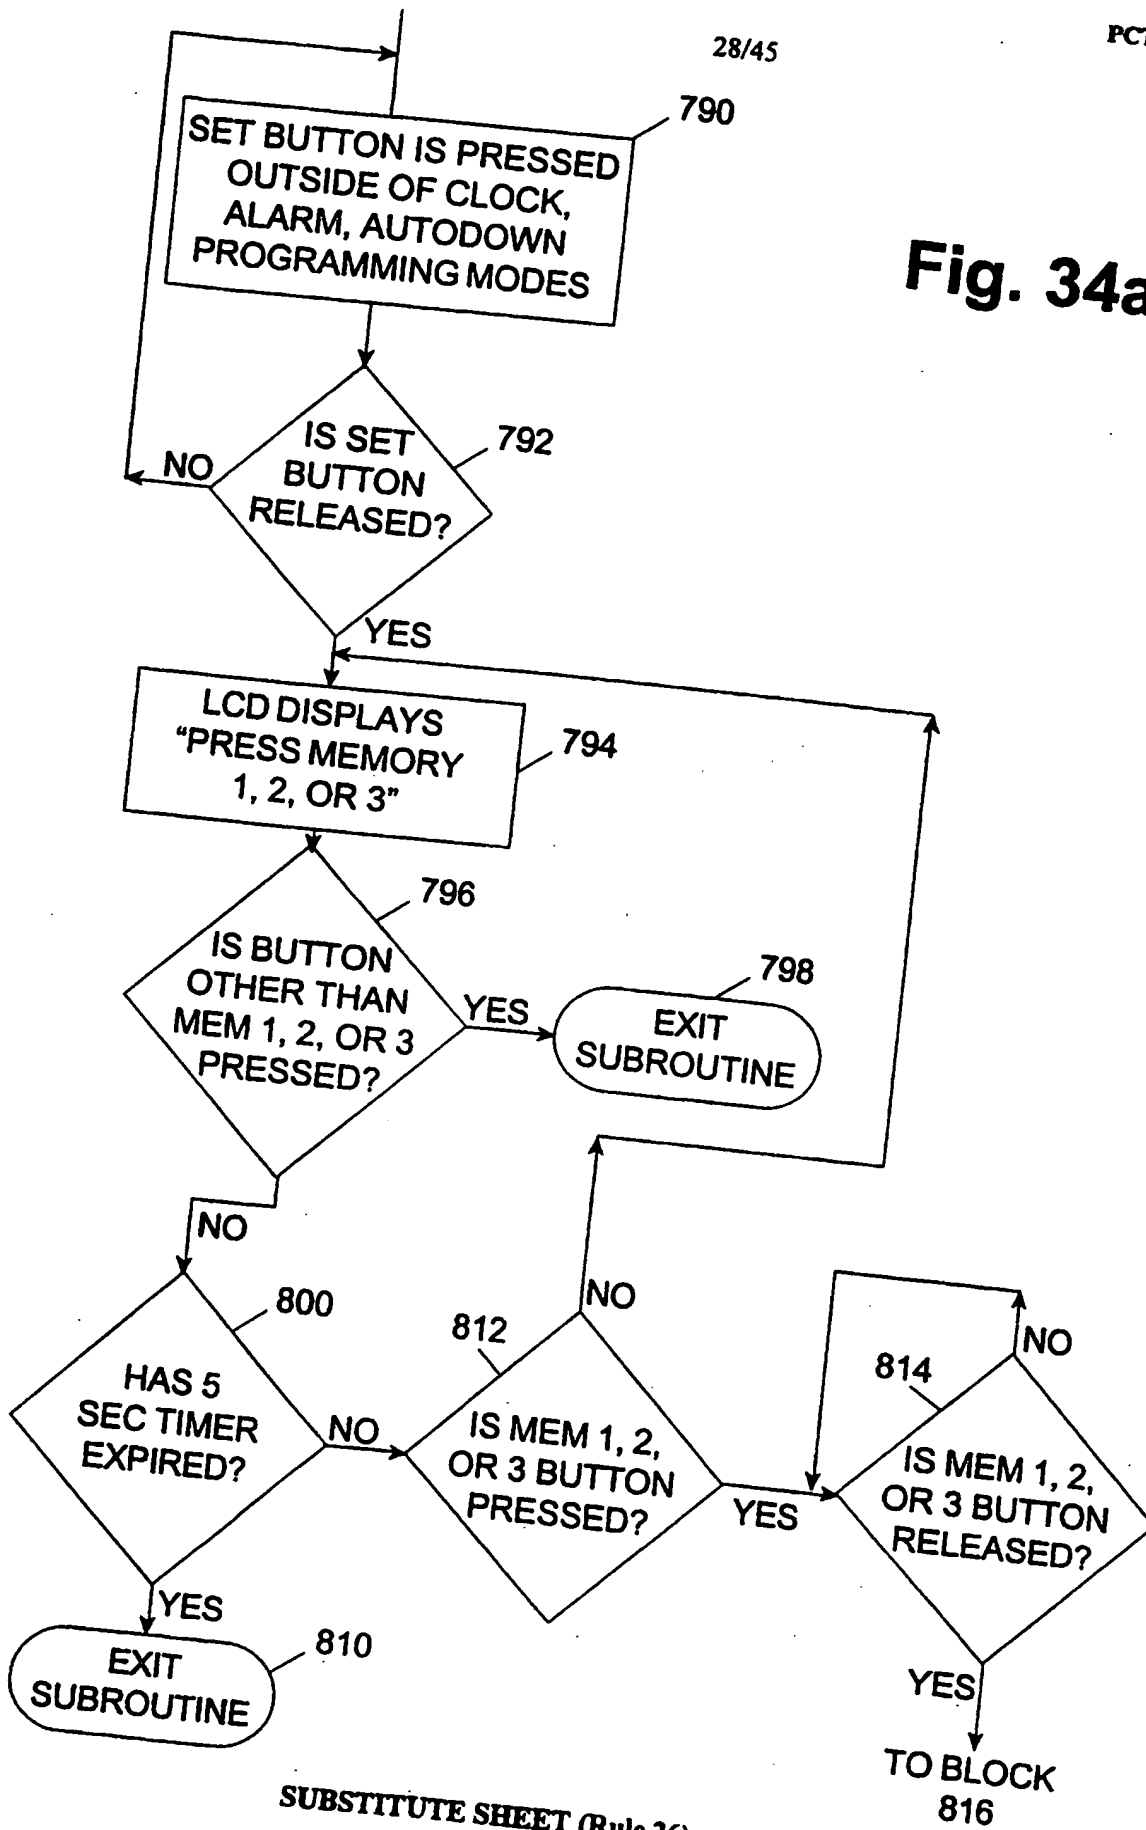 28/45
PCT
790
SET BUTTON IS PRESSED
OUTSIDE OF CLOCK,
ALARM, AUTODOWN
PROGRAMMING MODES
Fig. 34a
792
IS SET
BUTTON
RELEASED?
NO
YES
LCD DISPLAYS
“PRESS MEMORY
1, 2, OR 3”
794
796
IS BUTTON
OTHER THAN
MEM 1, 2, OR 3
PRESSED?
YES
798
EXIT
SUBROUTINE
NO
800
HAS 5
SEC TIMER
EXPIRED?
NO
812
NO
IS MEM 1, 2,
OR 3 BUTTON
PRESSED?
YES
814
NO
IS MEM 1, 2,
OR 3 BUTTON
RELEASED?
YES
810
EXIT
SUBROUTINE
YES
TO BLOCK
816
SUBSTITUTE SHEET (Rule 26)